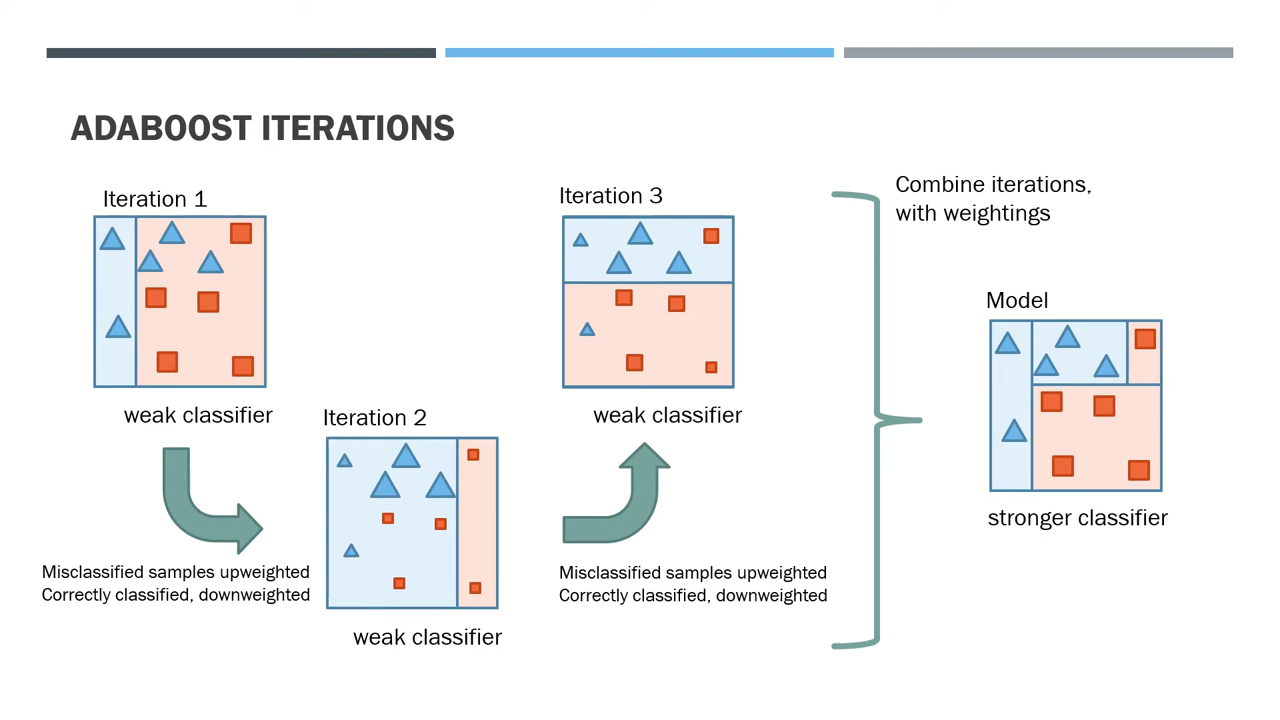 ADABOOST ITERATIONS
Iteration 1
weak classifier
Misclassified samples upweighted
Correctly classified, downweighted
Iteration 2
weak classifier
Iteration 3
weak classifier
Misclassified samples upweighted
Correctly classified, downweighted
Combine iterations,
with weightings
Model
stronger classifier